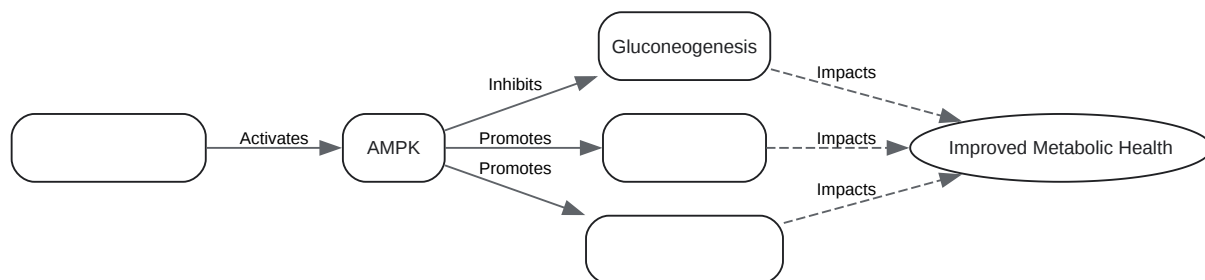 Gluconeogenesis
Impacts
Inhibits
Activates
AMPK
Promotes
Impacts
Improved Metabolic Health
Promotes
Impacts